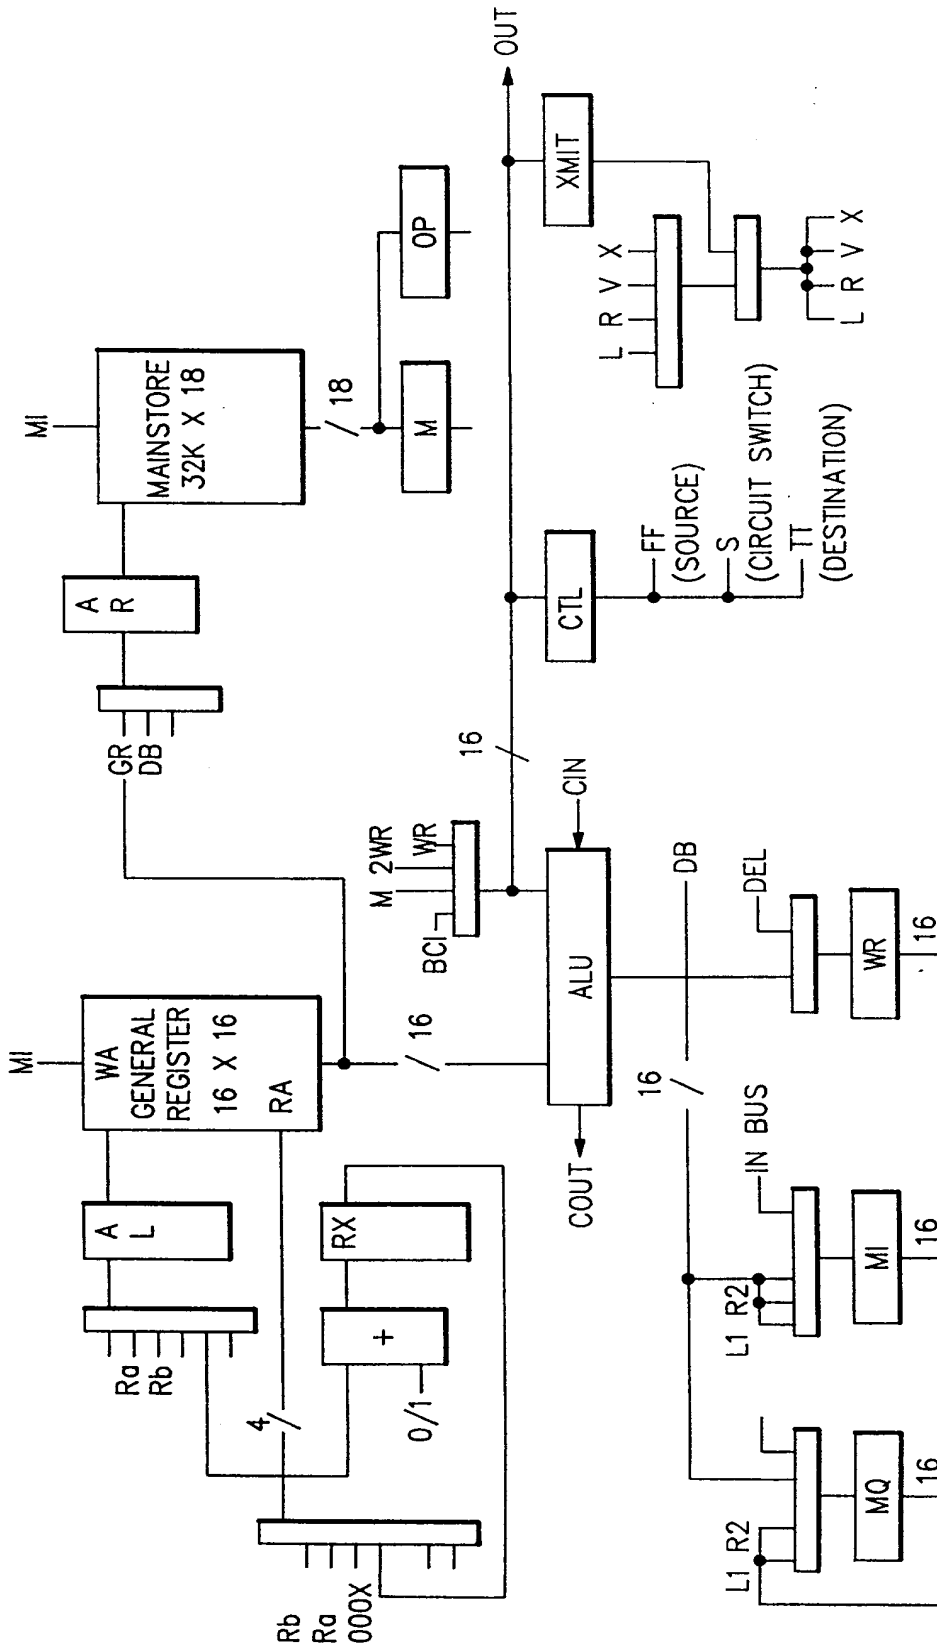 MI
WA
GENERAL
REGISTER
16 X 16
RA
A
L
Ra
Rb
4
RX
+
0/1
Rb
Ra
000X
GR
DB
A
R
MI
MAINSTORE
32K X 18
18
M
OP
16
BCI
M
2WR
WR
16
OUT
ALU
CIN
COUT
CTL
FF
(SOURCE)
S
(CIRCUIT SWITCH)
TT
(DESTINATION)
XMIT
L R V X
L R V X
DB
16
DEL
WR
16
IN BUS
L1 R2
MI
16
L1 R2
MQ
16